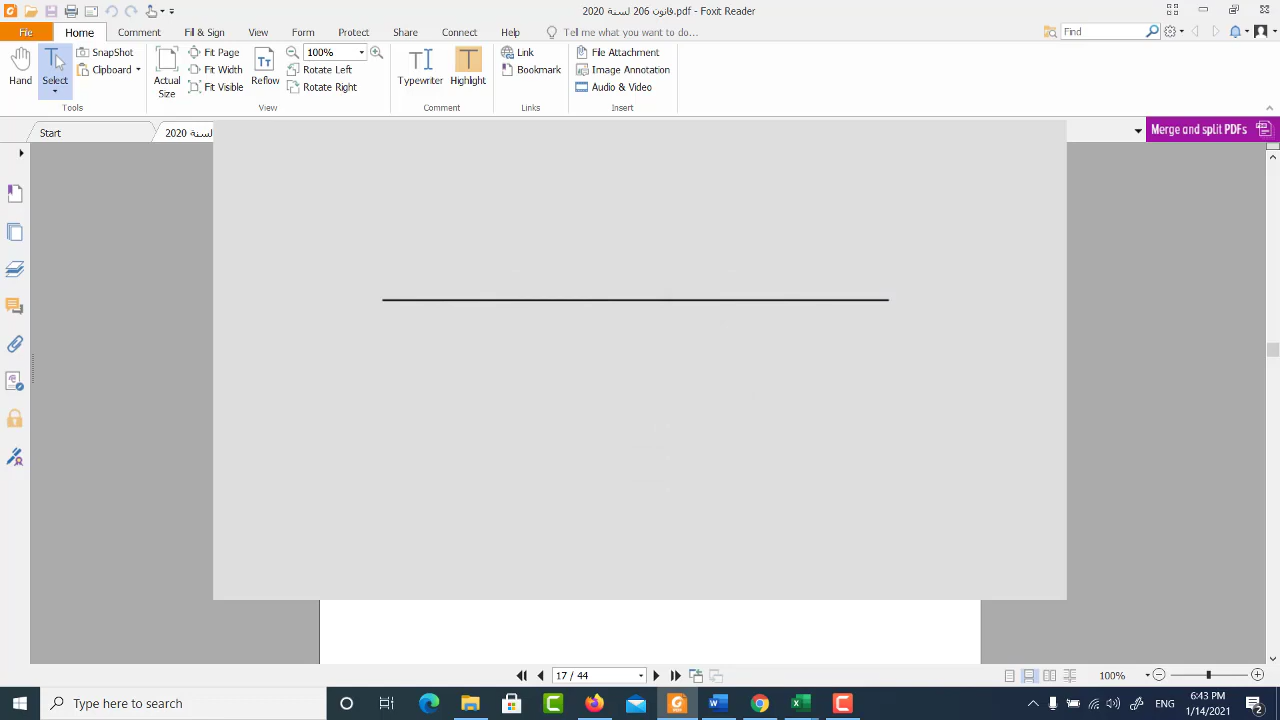 قانون 206 لسنة 2020.pdf - Foxit Reader
File Home Comment Fill & Sign View Form Protect Share Connect Help Tell me what you want to do... Find
Hand
Select
SnapShot
Clipboard
Tools
Actual Size
Fit Page
Fit Width
Fit Visible
Reflow
100%
Rotate Left
Rotate Right
View
Typewriter
Highlight
Comment
Link
Bookmark
Links
File Attachment
Image Annotation
Audio & Video
Insert
Start
لسنة 2020
Merge and split PDFs
17 / 44
100%
Type here to search
ENG
6:43 PM
1/14/2021
2